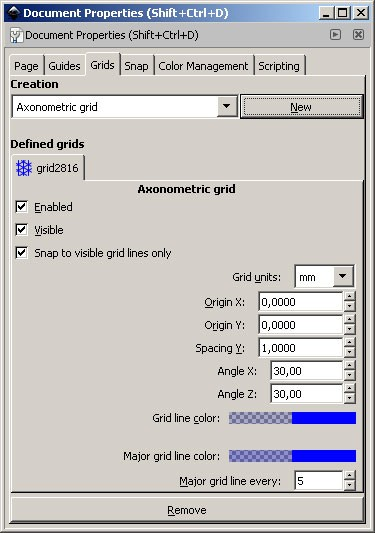 Document Properties (Shift+Ctrl+D)
Document Properties (Shift+Ctrl+D)
Page Guides Grids Snap Color Management Scripting
Creation
Axonometric grid New
Defined grids
grid2816
Axonometric grid
Enabled
Visible
Snap to visible grid lines only
Grid units: mm
Origin X: 0,0000
Origin Y: 0,0000
Spacing Y: 1,0000
Angle X: 30,00
Angle Z: 30,00
Grid line color:
Major grid line color:
Major grid line every: 5
Remove